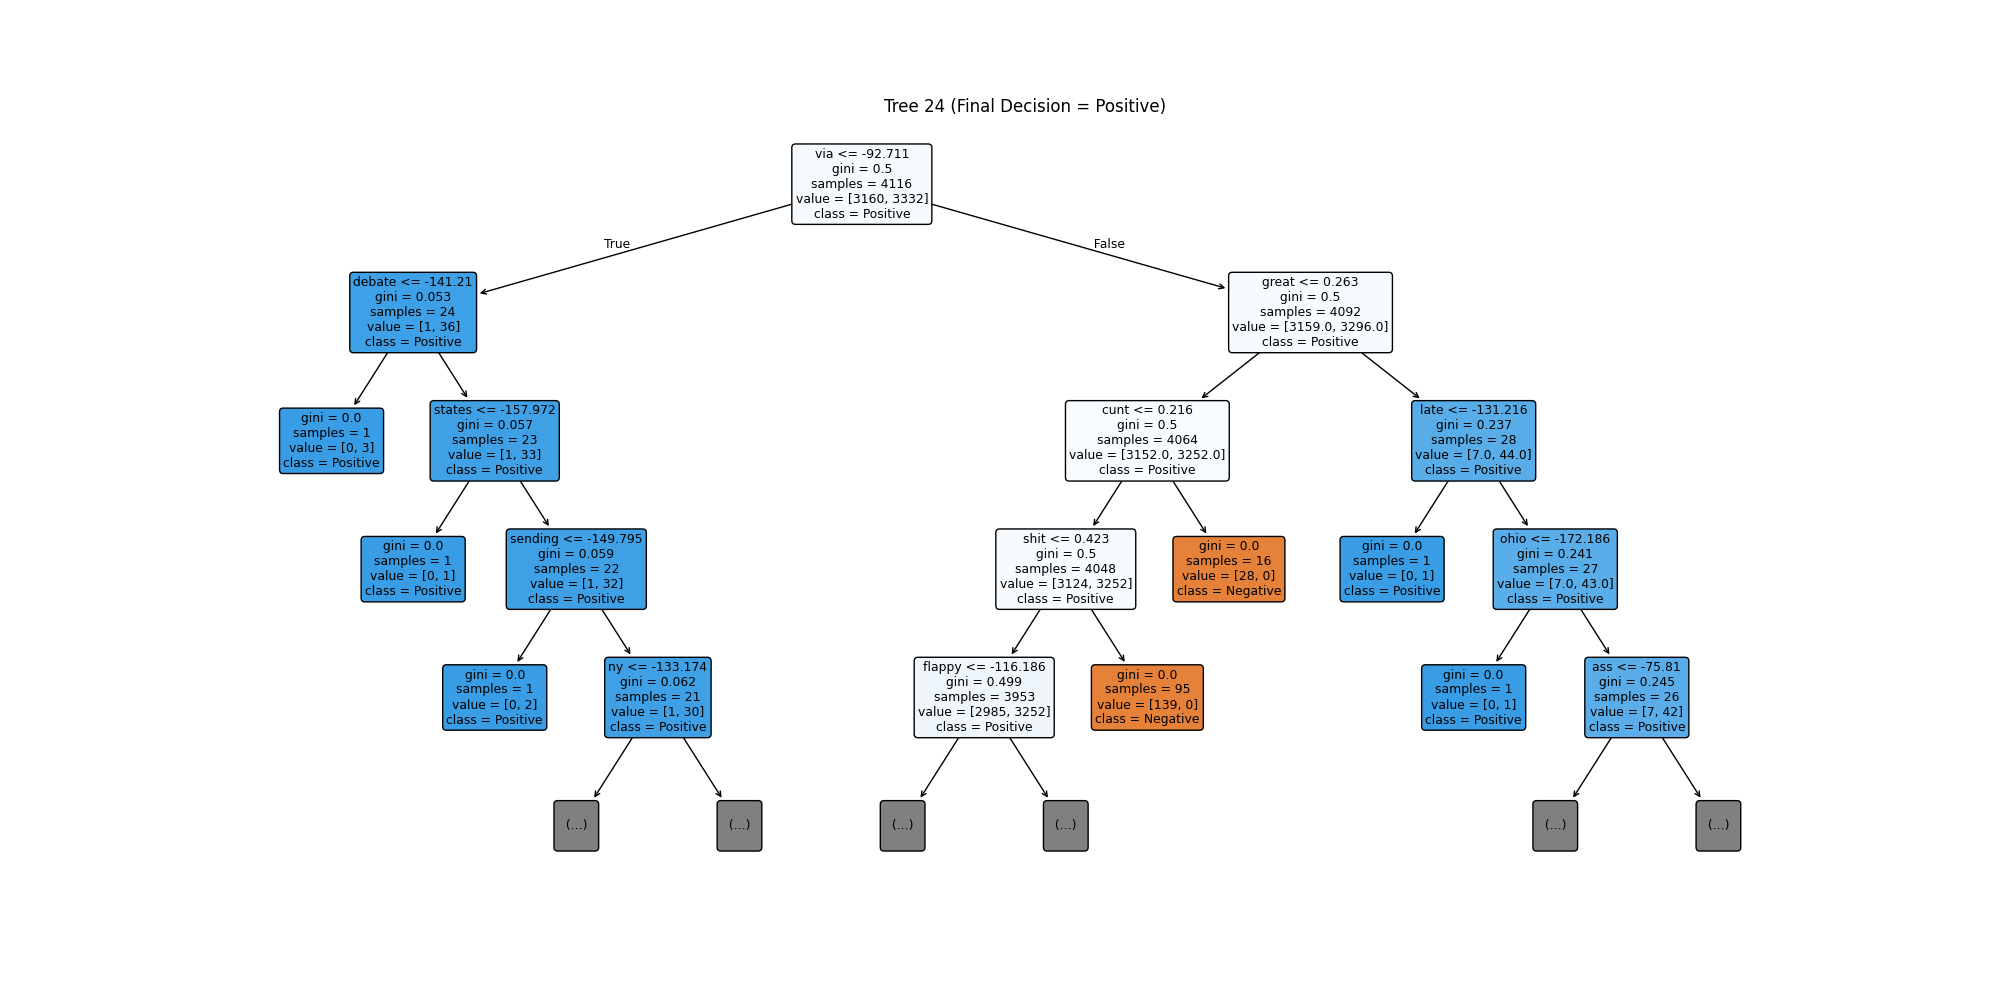 Tree 24 (Final Decision = Positive)
via <= -92.711
gini = 0.5
samples = 4116
value = [3160, 3332]
class = Positive
True
False
debate <= -141.21
gini = 0.053
samples = 24
value = [1, 36]
class = Positive
great <= 0.263
gini = 0.5
samples = 4092
value = [3159.0, 3296.0]
class = Positive
gini = 0.0
samples = 1
value = [0, 3]
class = Positive
states <= -157.972
gini = 0.057
samples = 23
value = [1, 33]
class = Positive
cunt <= 0.216
gini = 0.5
samples = 4064
value = [3152.0, 3252.0]
class = Positive
late <= -131.216
gini = 0.237
samples = 28
value = [7.0, 44.0]
class = Positive
gini = 0.0
samples = 1
value = [0, 1]
class = Positive
sending <= -149.795
gini = 0.059
samples = 22
value = [1, 32]
class = Positive
shit <= 0.423
gini = 0.5
samples = 4048
value = [3124, 3252]
class = Positive
gini = 0.0
samples = 16
value = [28, 0]
class = Negative
gini = 0.0
samples = 1
value = [0, 1]
class = Positive
ohio <= -172.186
gini = 0.241
samples = 27
value = [7.0, 43.0]
class = Positive
gini = 0.0
samples = 1
value = [0, 2]
class = Positive
ny <= -133.174
gini = 0.062
samples = 21
value = [1, 30]
class = Positive
flappy <= -116.186
gini = 0.499
samples = 3953
value = [2985, 3252]
class = Positive
gini = 0.0
samples = 95
value = [139, 0]
class = Negative
gini = 0.0
samples = 1
value = [0, 1]
class = Positive
ass <= -75.81
gini = 0.245
samples = 26
value = [7, 42]
class = Positive
(...)
(...)
(...)
(...)
(...)
(...)